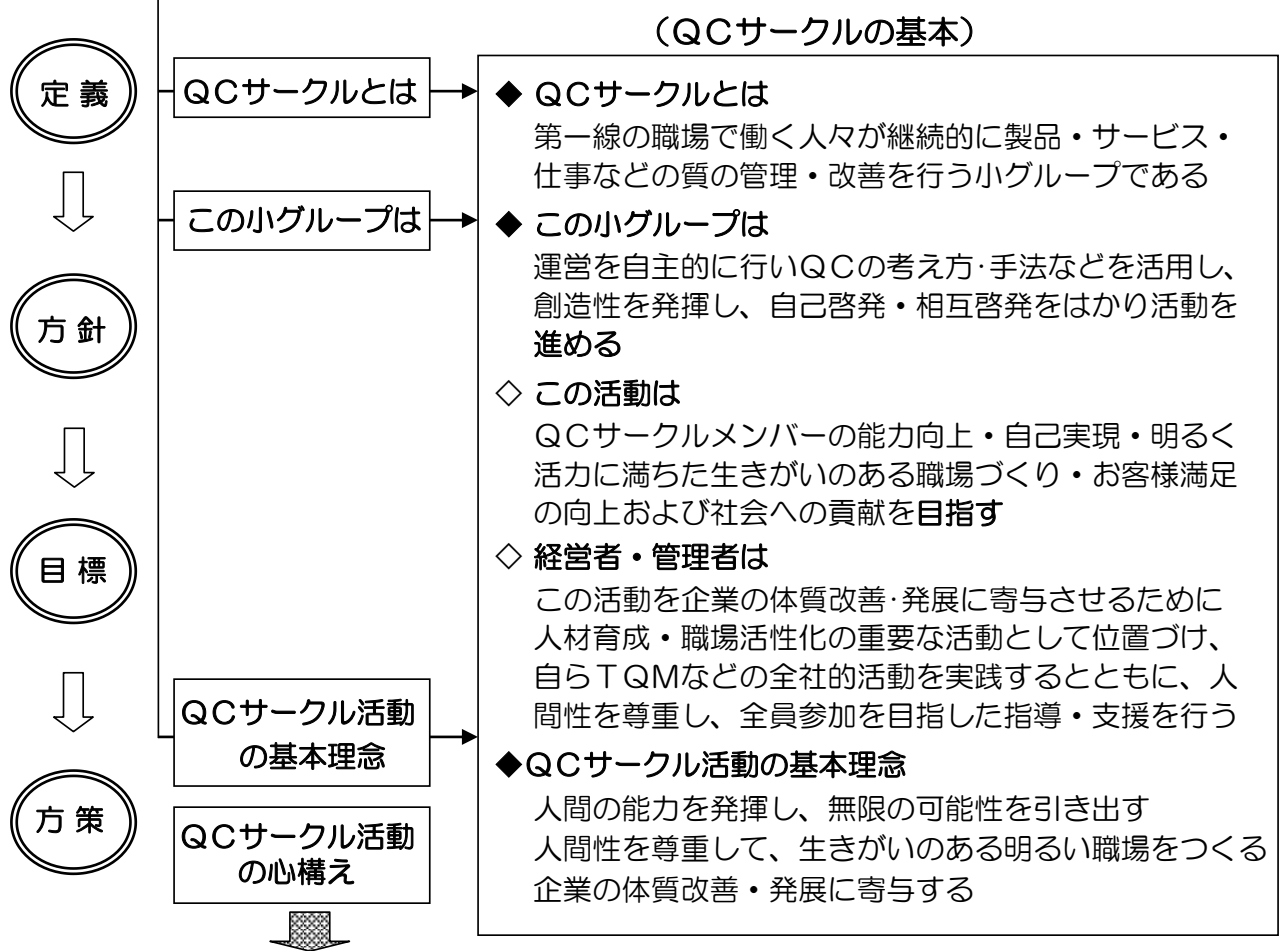 (QCサークルの基本)
定義
方針
目標
方策
QCサークルとは
この小グループは
QCサークル活動
の基本理念
QCサークル活動
の心構え
◆ QCサークルとは
第一線の職場で働く人々が継続的に製品・サービス・
仕事などの質の管理・改善を行う小グループである
◆ この小グループは
運営を自主的に行いQCの考え方・手法などを活用し、
創造性を発揮し、自己啓発・相互啓発をはかり活動を
進める
◇ この活動は
QCサークルメンバーの能力向上・自己実現・明るく
活力に満ちた生きがいのある職場づくり・お客様満足
の向上および社会への貢献を目指す
◇ 経営者・管理者は
この活動を企業の体質改善・発展に寄与させるために
人材育成・職場活性化の重要な活動として位置づけ、
自らTQMなどの全社的活動を実践するとともに、人
間性を尊重し、全員参加を目指した指導・支援を行う
◆QCサークル活動の基本理念
人間の能力を発揮し、無限の可能性を引き出す
人間性を尊重して、生きがいのある明るい職場をつくる
企業の体質改善・発展に寄与する